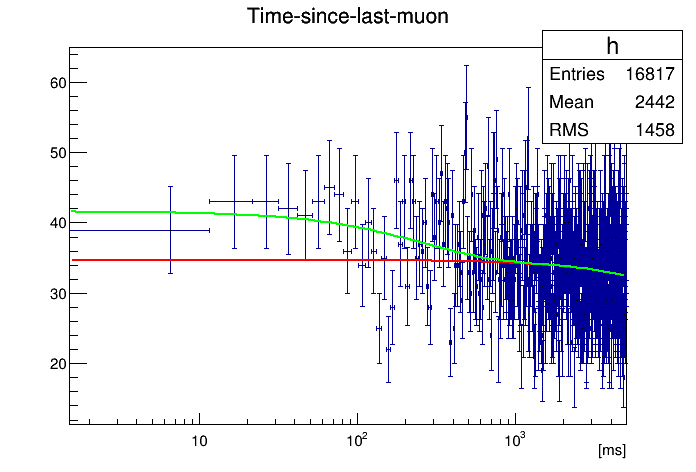 Time-since-last-muon
h
Entries 16817
Mean 2442
RMS 1458
60
50
40
30
20
10
10²
10³
[ms]